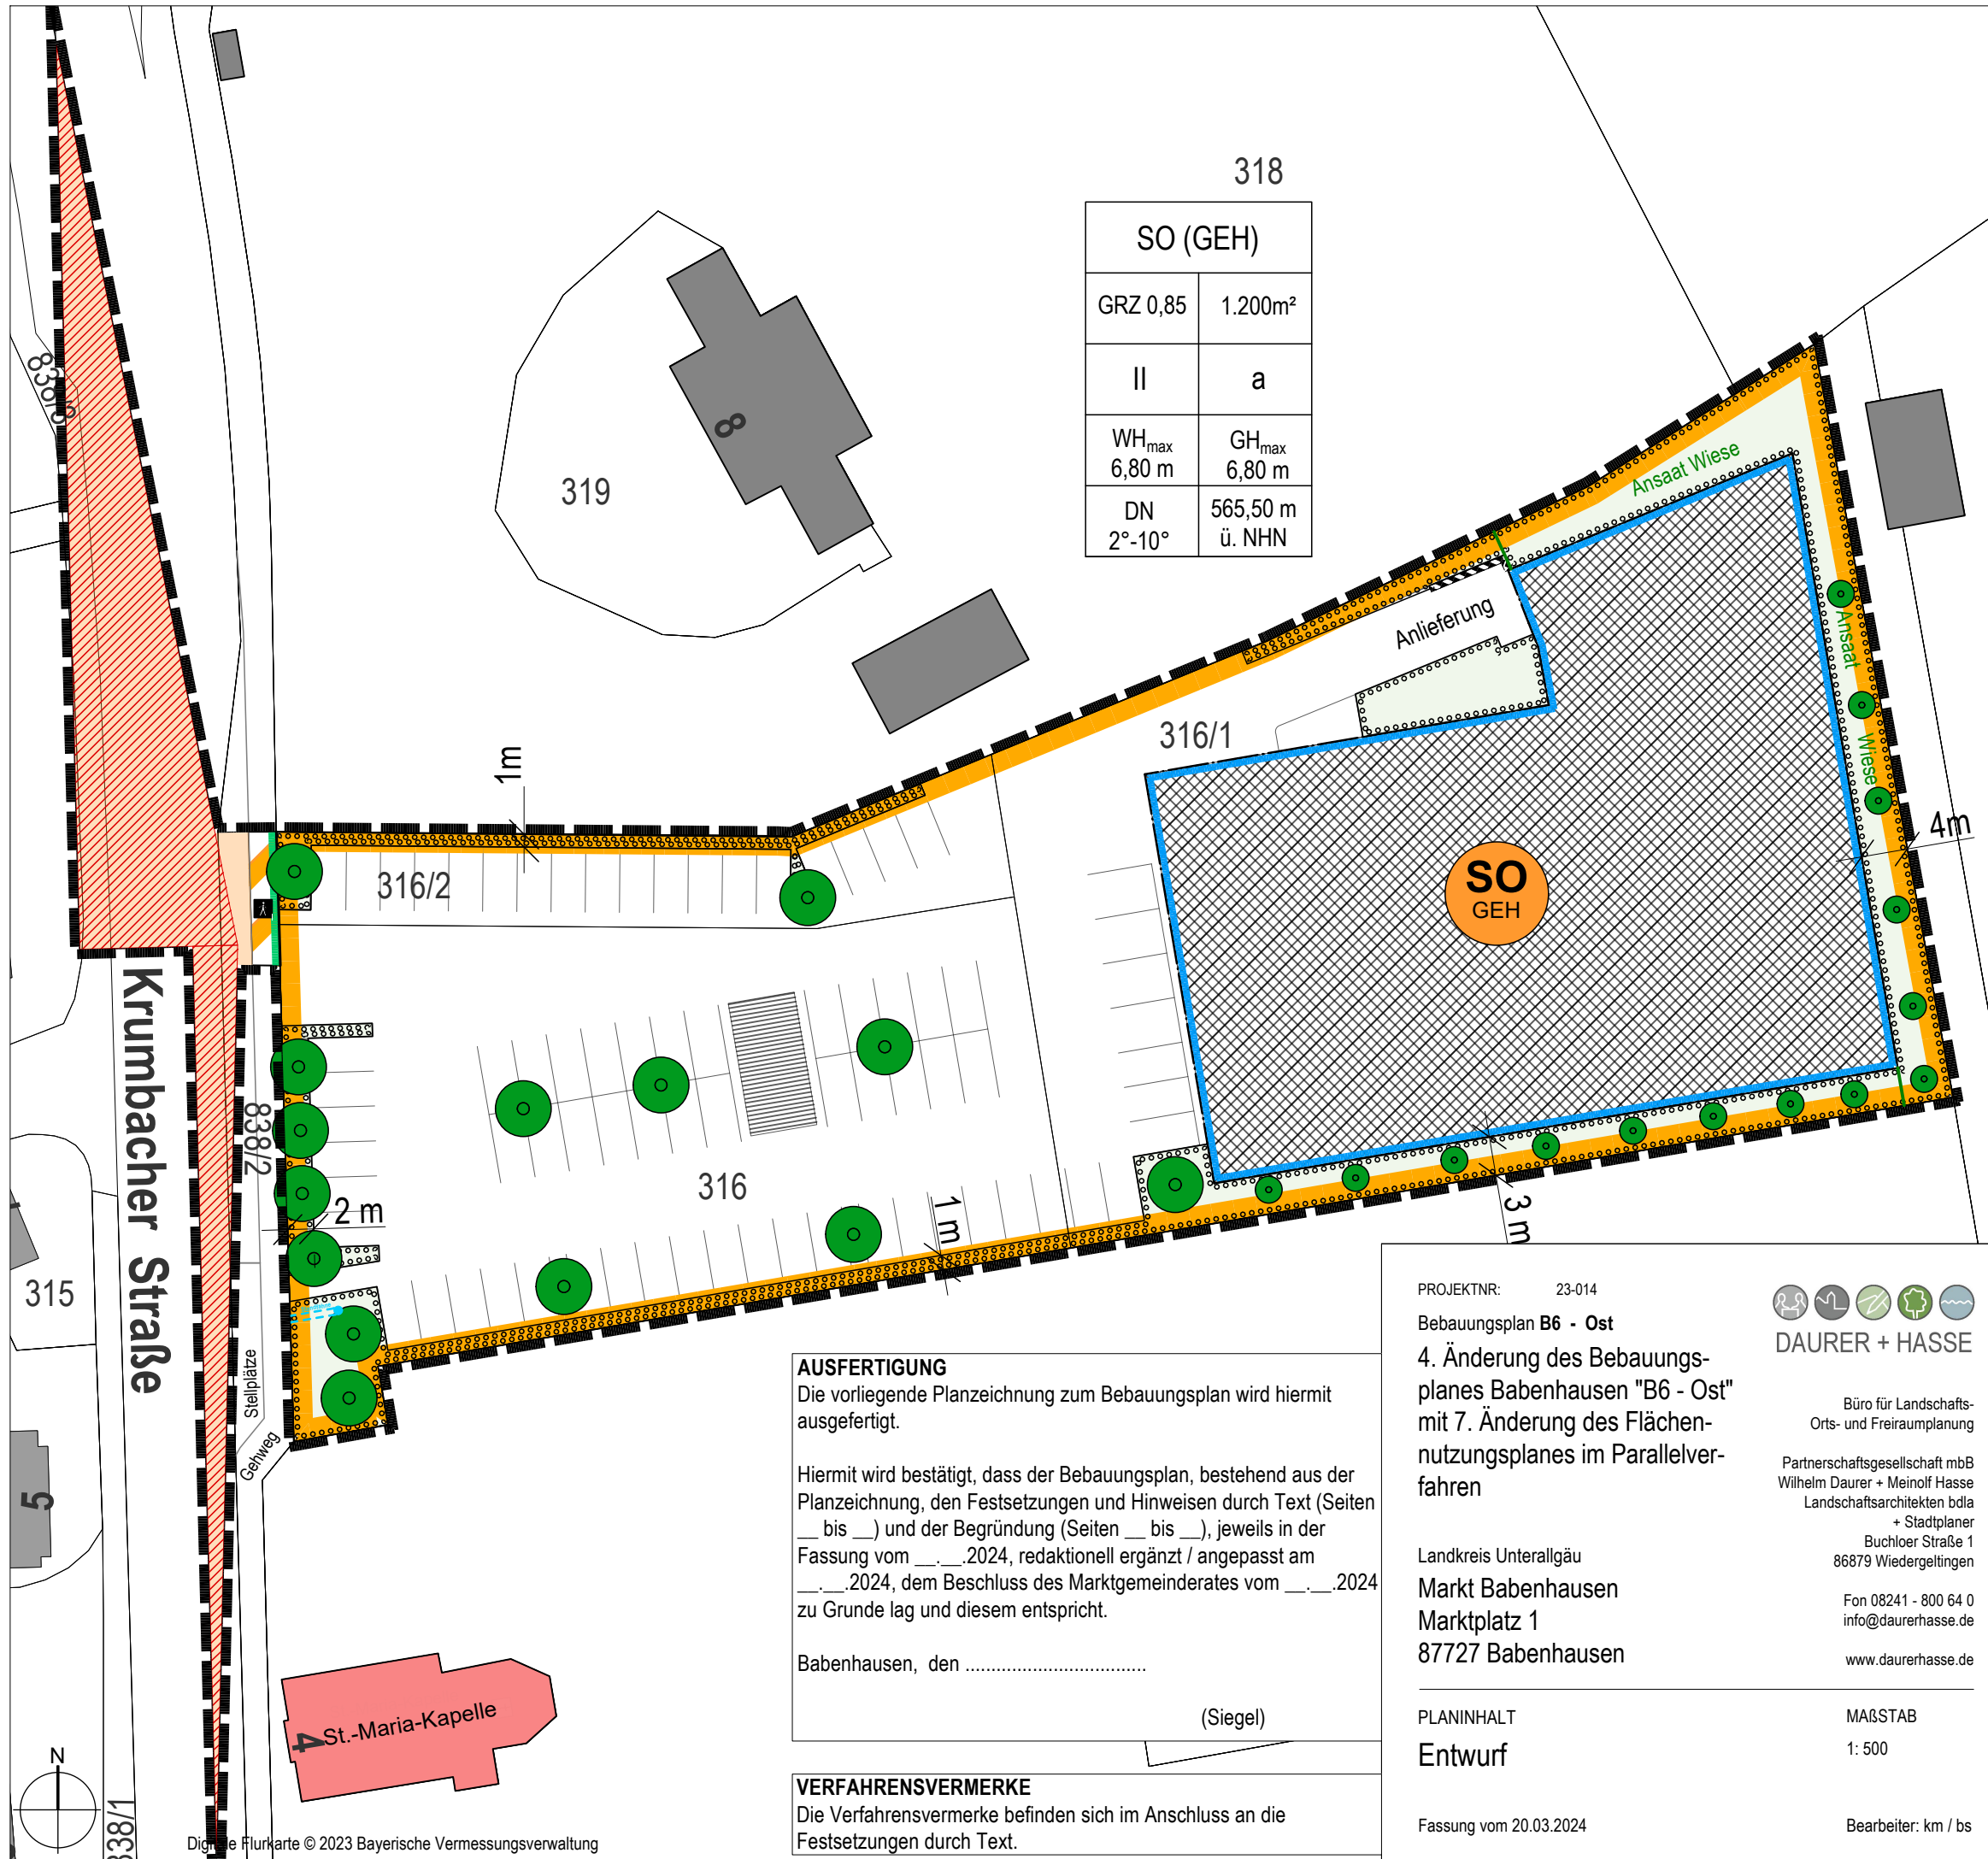 318
SO (GEH)
GRZ 0,85 1.200m²
II a
WHmax GHmax
6,80 m 6,80 m
DN 565,50 m
2°-10° ü. NHN
838/3
8
319
Ansaat Wiese
Anlieferung
Ansaat
Wiese
316/1
1m
4m
316/2
SO
GEH
Krumbacher Straße
838/2
2 m
316
1 m
3 m
315
Stellplätze
Gehweg
5
St.-Maria-Kapelle
4
N
838/1
Digitale Flurkarte © 2023 Bayerische Vermessungsverwaltung
AUSFERTIGUNG
Die vorliegende Planzeichnung zum Bebauungsplan wird hiermit
ausgefertigt.
Hiermit wird bestätigt, dass der Bebauungsplan, bestehend aus der
Planzeichnung, den Festsetzungen und Hinweisen durch Text (Seiten
__ bis __) und der Begründung (Seiten __ bis __), jeweils in der
Fassung vom __.__.2024, redaktionell ergänzt / angepasst am
__.__.2024, dem Beschluss des Marktgemeinderates vom __.__.2024
zu Grunde lag und diesem entspricht.
Babenhausen, den ..................................
(Siegel)
VERFAHRENSVERMERKE
Die Verfahrensvermerke befinden sich im Anschluss an die
Festsetzungen durch Text.
PROJEKTNR: 23-014
Bebauungsplan B6 - Ost
4. Änderung des Bebauungs-
planes Babenhausen "B6 - Ost"
mit 7. Änderung des Flächen-
nutzungsplanes im Parallelver-
fahren
Landkreis Unterallgäu
Markt Babenhausen
Marktplatz 1
87727 Babenhausen
DAURER + HASSE
Büro für Landschafts-
Orts- und Freiraumplanung
Partnerschaftsgesellschaft mbB
Wilhelm Daurer + Meinolf Hasse
Landschaftsarchitekten bdla
+ Stadtplaner
Buchloer Straße 1
86879 Wiedergeltingen
Fon 08241 - 800 64 0
info@daurerhasse.de
www.daurerhasse.de
PLANINHALT MAßSTAB
Entwurf 1: 500
Fassung vom 20.03.2024 Bearbeiter: km / bs